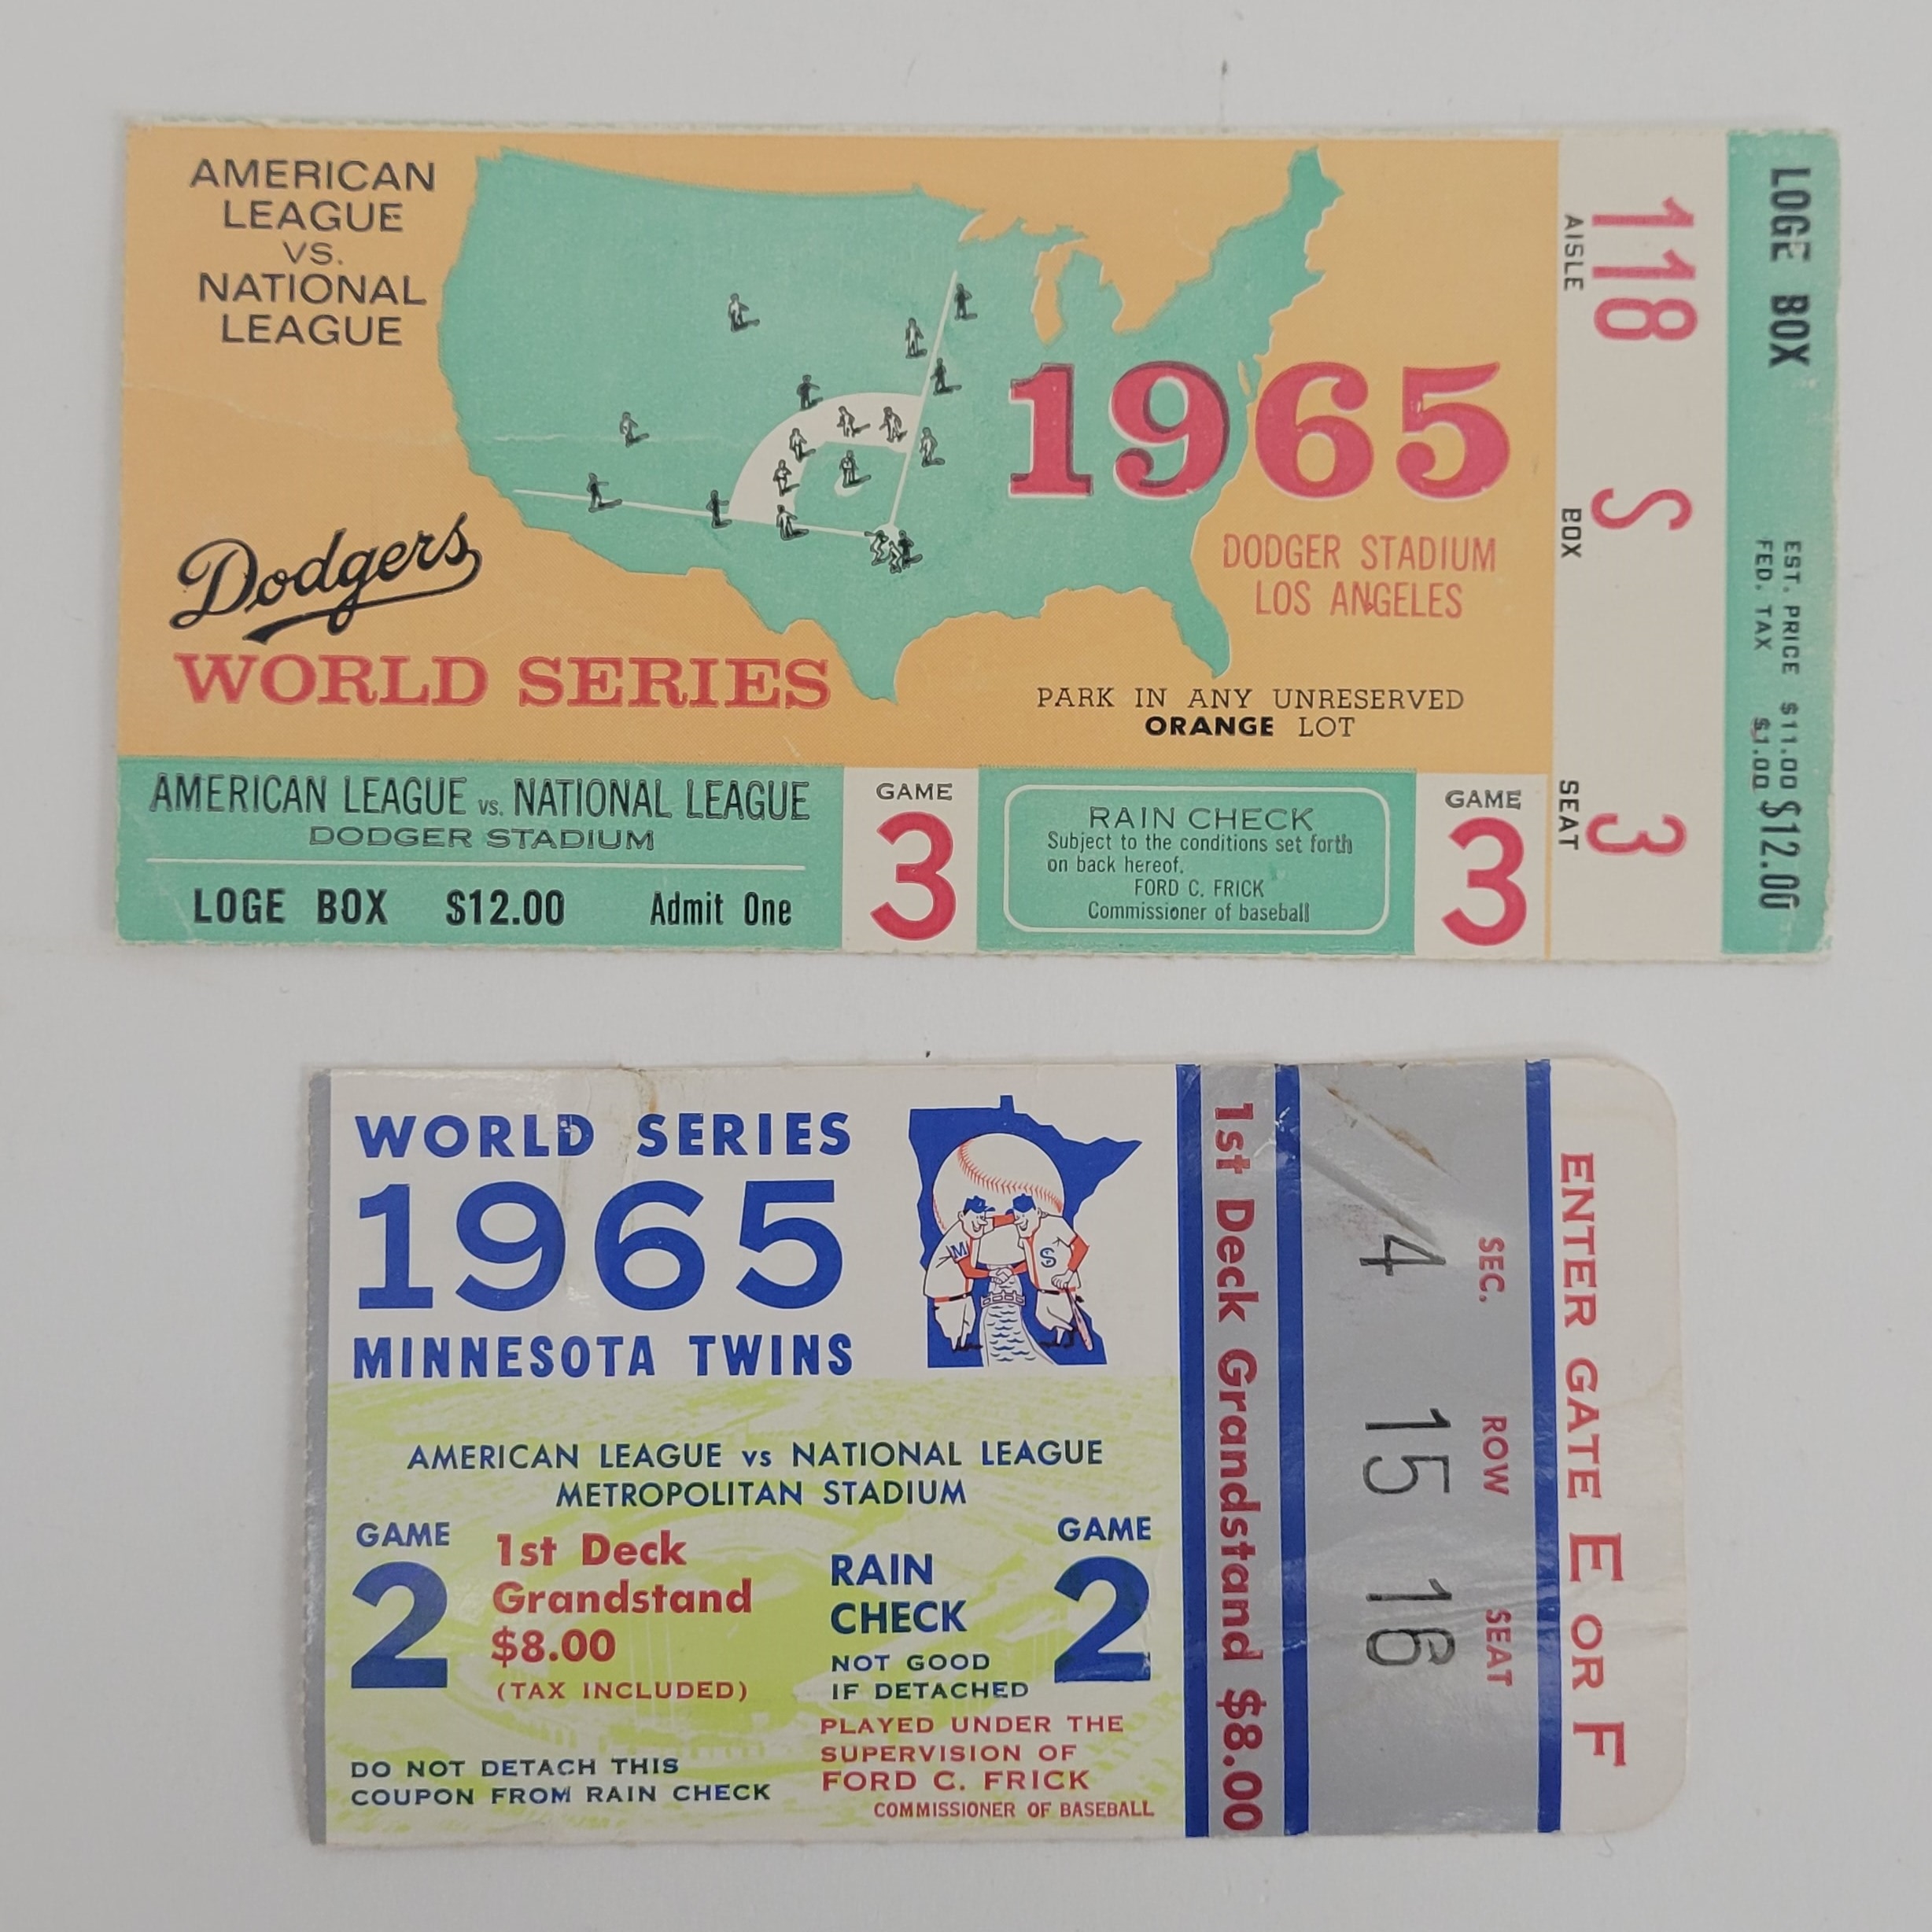 AMERICAN
LEAGUE
VS.
NATIONAL
LEAGUE
1965
DODGER STADIUM
LOS ANGELES
Dodgers
WORLD SERIES
PARK IN ANY UNRESERVED
ORANGE LOT
AMERICAN LEAGUE vs. NATIONAL LEAGUE
DODGER STADIUM
LOGE BOX $12.00 Admit One
GAME
3
RAIN CHECK
Subject to the conditions set forth
on back hereof.
FORD C. FRICK
Commissioner of baseball
GAME
3
118 S 3
AISLE BOX SEAT
LOGE BOX
EST. PRICE $11.00
FED. TAX $1.00
$12.00
WORLD SERIES
1965
MINNESOTA TWINS
M S
AMERICAN LEAGUE vs NATIONAL LEAGUE
METROPOLITAN STADIUM
GAME
2
1st Deck
Grandstand
$8.00
(TAX INCLUDED)
DO NOT DETACH THIS
COUPON FROM RAIN CHECK
RAIN
CHECK
NOT GOOD
IF DETACHED
GAME
2
PLAYED UNDER THE
SUPERVISION OF
FORD C. FRICK
COMMISSIONER OF BASEBALL
1st Deck Grandstand $8.00
4 15 16
SEC. ROW SEAT
ENTER GATE E OR F